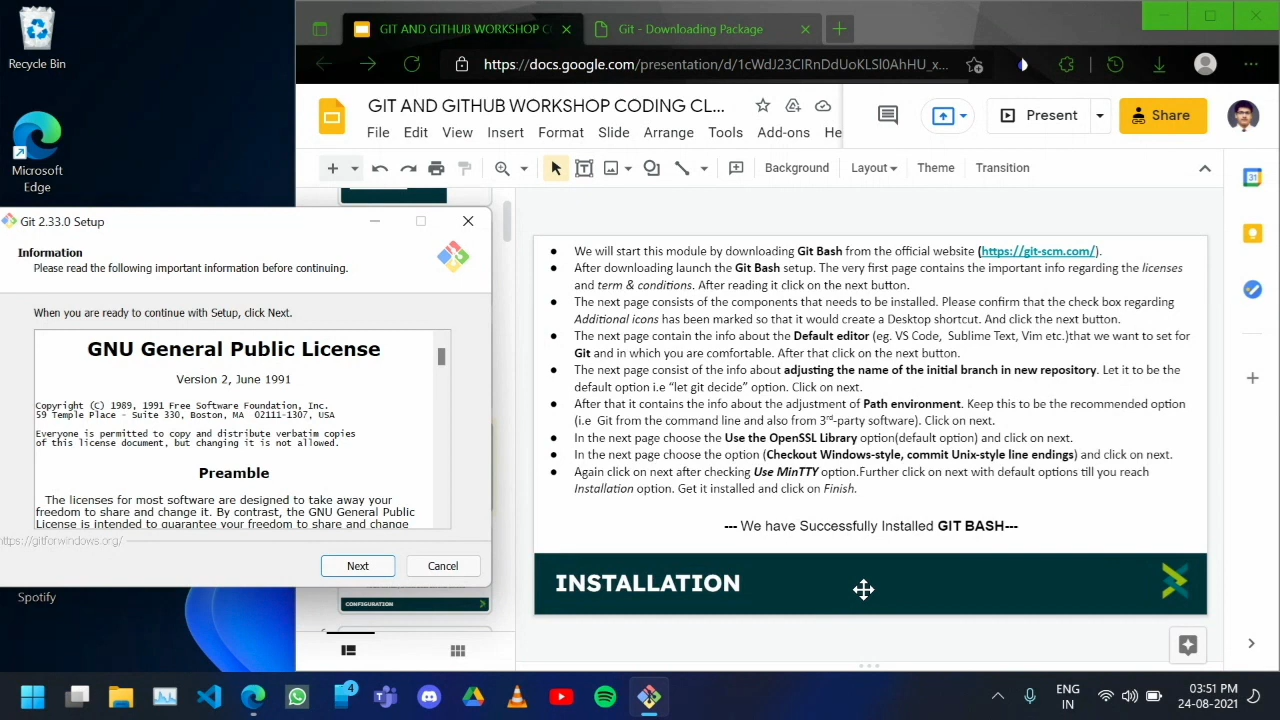 Recycle Bin
Microsoft
Edge
Spotify
GIT AND GITHUB WORKSHOP C
Git - Downloading Package
https://docs.google.com/presentation/d/1cWdJ23ClRnDdUoKLSl0AhHU_x...
GIT AND GITHUB WORKSHOP CODING CL...
File Edit View Insert Format Slide Arrange Tools Add-ons He
Present
Share
Background Layout Theme Transition
Git 2.33.0 Setup
Information
Please read the following important information before continuing.
When you are ready to continue with Setup, click Next.
GNU General Public License
Version 2, June 1991
Copyright (C) 1989, 1991 Free Software Foundation, Inc.
59 Temple Place - Suite 330, Boston, MA  02111-1307, USA
Everyone is permitted to copy and distribute verbatim copies
of this license document, but changing it is not allowed.
Preamble
The licenses for most software are designed to take away your
freedom to share and change it. By contrast, the GNU General Public
License is intended to guarantee your freedom to share and change
https://gitforwindows.org/
Next
Cancel
CONFIGURATION
● We will start this module by downloading Git Bash from the official website (https://git-scm.com/).
● After downloading launch the Git Bash setup. The very first page contains the important info regarding the licenses
and term & conditions. After reading it click on the next button.
● The next page consists of the components that needs to be installed. Please confirm that the check box regarding
Additional icons has been marked so that it would create a Desktop shortcut. And click the next button.
● The next page contain the info about the Default editor (eg. VS Code,  Sublime Text, Vim etc.)that we want to set for
Git and in which you are comfortable. After that click on the next button.
● The next page consist of the info about adjusting the name of the initial branch in new repository. Let it to be the
default option i.e “let git decide” option. Click on next.
● After that it contains the info about the adjustment of Path environment. Keep this to be the recommended option
(i.e  Git from the command line and also from 3rd-party software). Click on next.
● In the next page choose the Use the OpenSSL Library option(default option) and click on next.
● In the next page choose the option (Checkout Windows-style, commit Unix-style line endings) and click on next.
● Again click on next after checking Use MinTTY option.Further click on next with default options till you reach
Installation option. Get it installed and click on Finish.
--- We have Successfully Installed GIT BASH---
INSTALLATION
31
4
ENG
IN
03:51 PM
24-08-2021